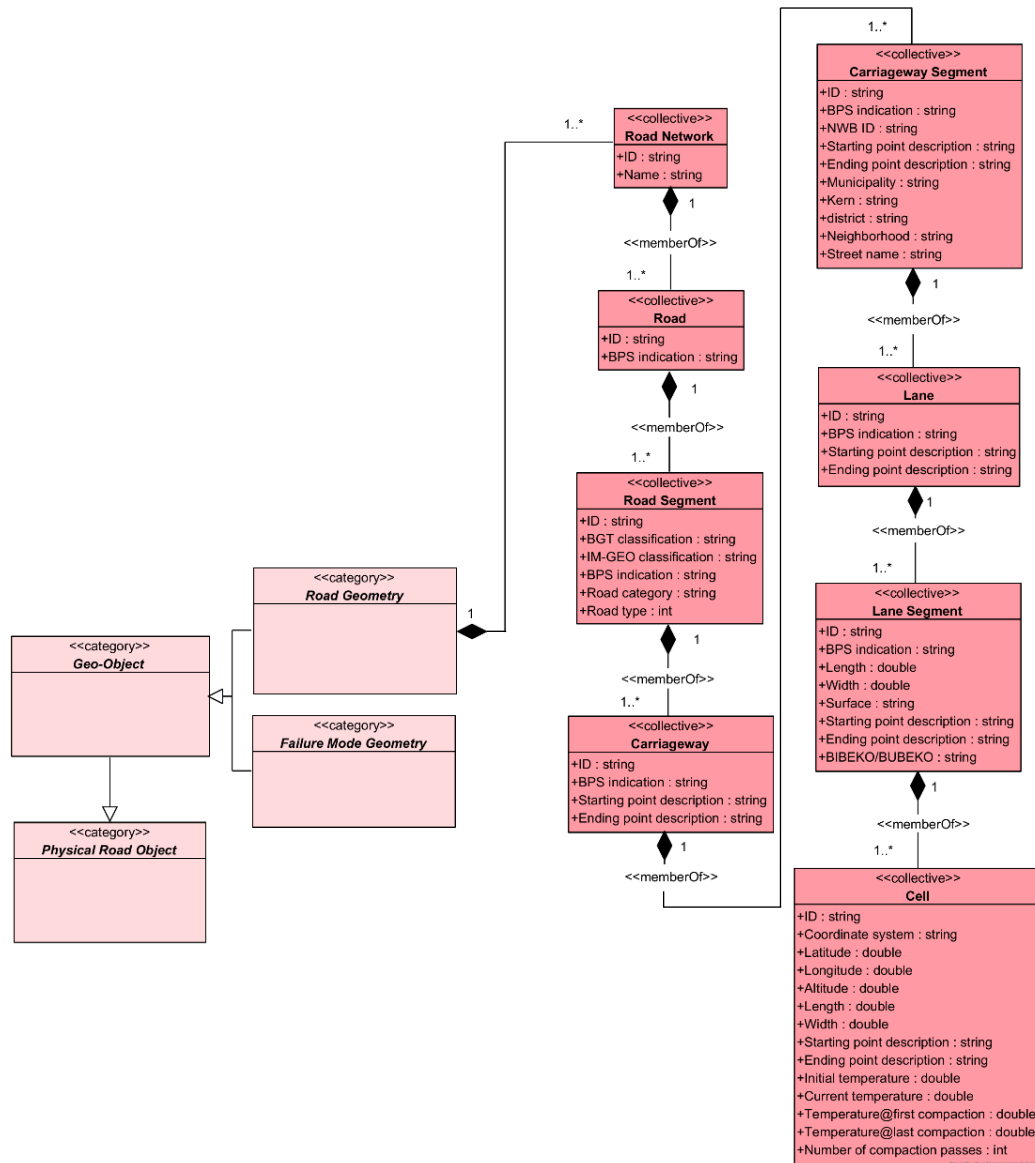 <<category>>
Geo-Object
<<category>>
Physical Road Object
<<category>>
Road Geometry
1
<<category>>
Failure Mode Geometry
1..*
<<collective>>
Road Network
+ID : string
+Name : string
1
<<memberOf>>
1..*
<<collective>>
Road
+ID : string
+BPS indication : string
1
<<memberOf>>
1..*
<<collective>>
Road Segment
+ID : string
+BGT classification : string
+IM-GEO classification : string
+BPS indication : string
+Road category : string
+Road type : int
1
<<memberOf>>
1..*
<<collective>>
Carriageway
+ID : string
+BPS indication : string
+Starting point description : string
+Ending point description : string
1
<<memberOf>>
1..*
<<collective>>
Carriageway Segment
+ID : string
+BPS indication : string
+NWB ID : string
+Starting point description : string
+Ending point description : string
+Municipality : string
+Kern : string
+district : string
+Neighborhood : string
+Street name : string
1
<<memberOf>>
1..*
<<collective>>
Lane
+ID : string
+BPS indication : string
+Starting point description : string
+Ending point description : string
1
<<memberOf>>
1..*
<<collective>>
Lane Segment
+ID : string
+BPS indication : string
+Length : double
+Width : double
+Surface : string
+Starting point description : string
+Ending point description : string
+BIBEKO/BUBEKO : string
1
<<memberOf>>
1..*
<<collective>>
Cell
+ID : string
+Coordinate system : string
+Latitude : double
+Longitude : double
+Altitude : double
+Length : double
+Width : double
+Starting point description : string
+Ending point description : string
+Initial temperature : double
+Current temperature : double
+Temperature@first compaction : double
+Temperature@last compaction : double
+Number of compaction passes : int